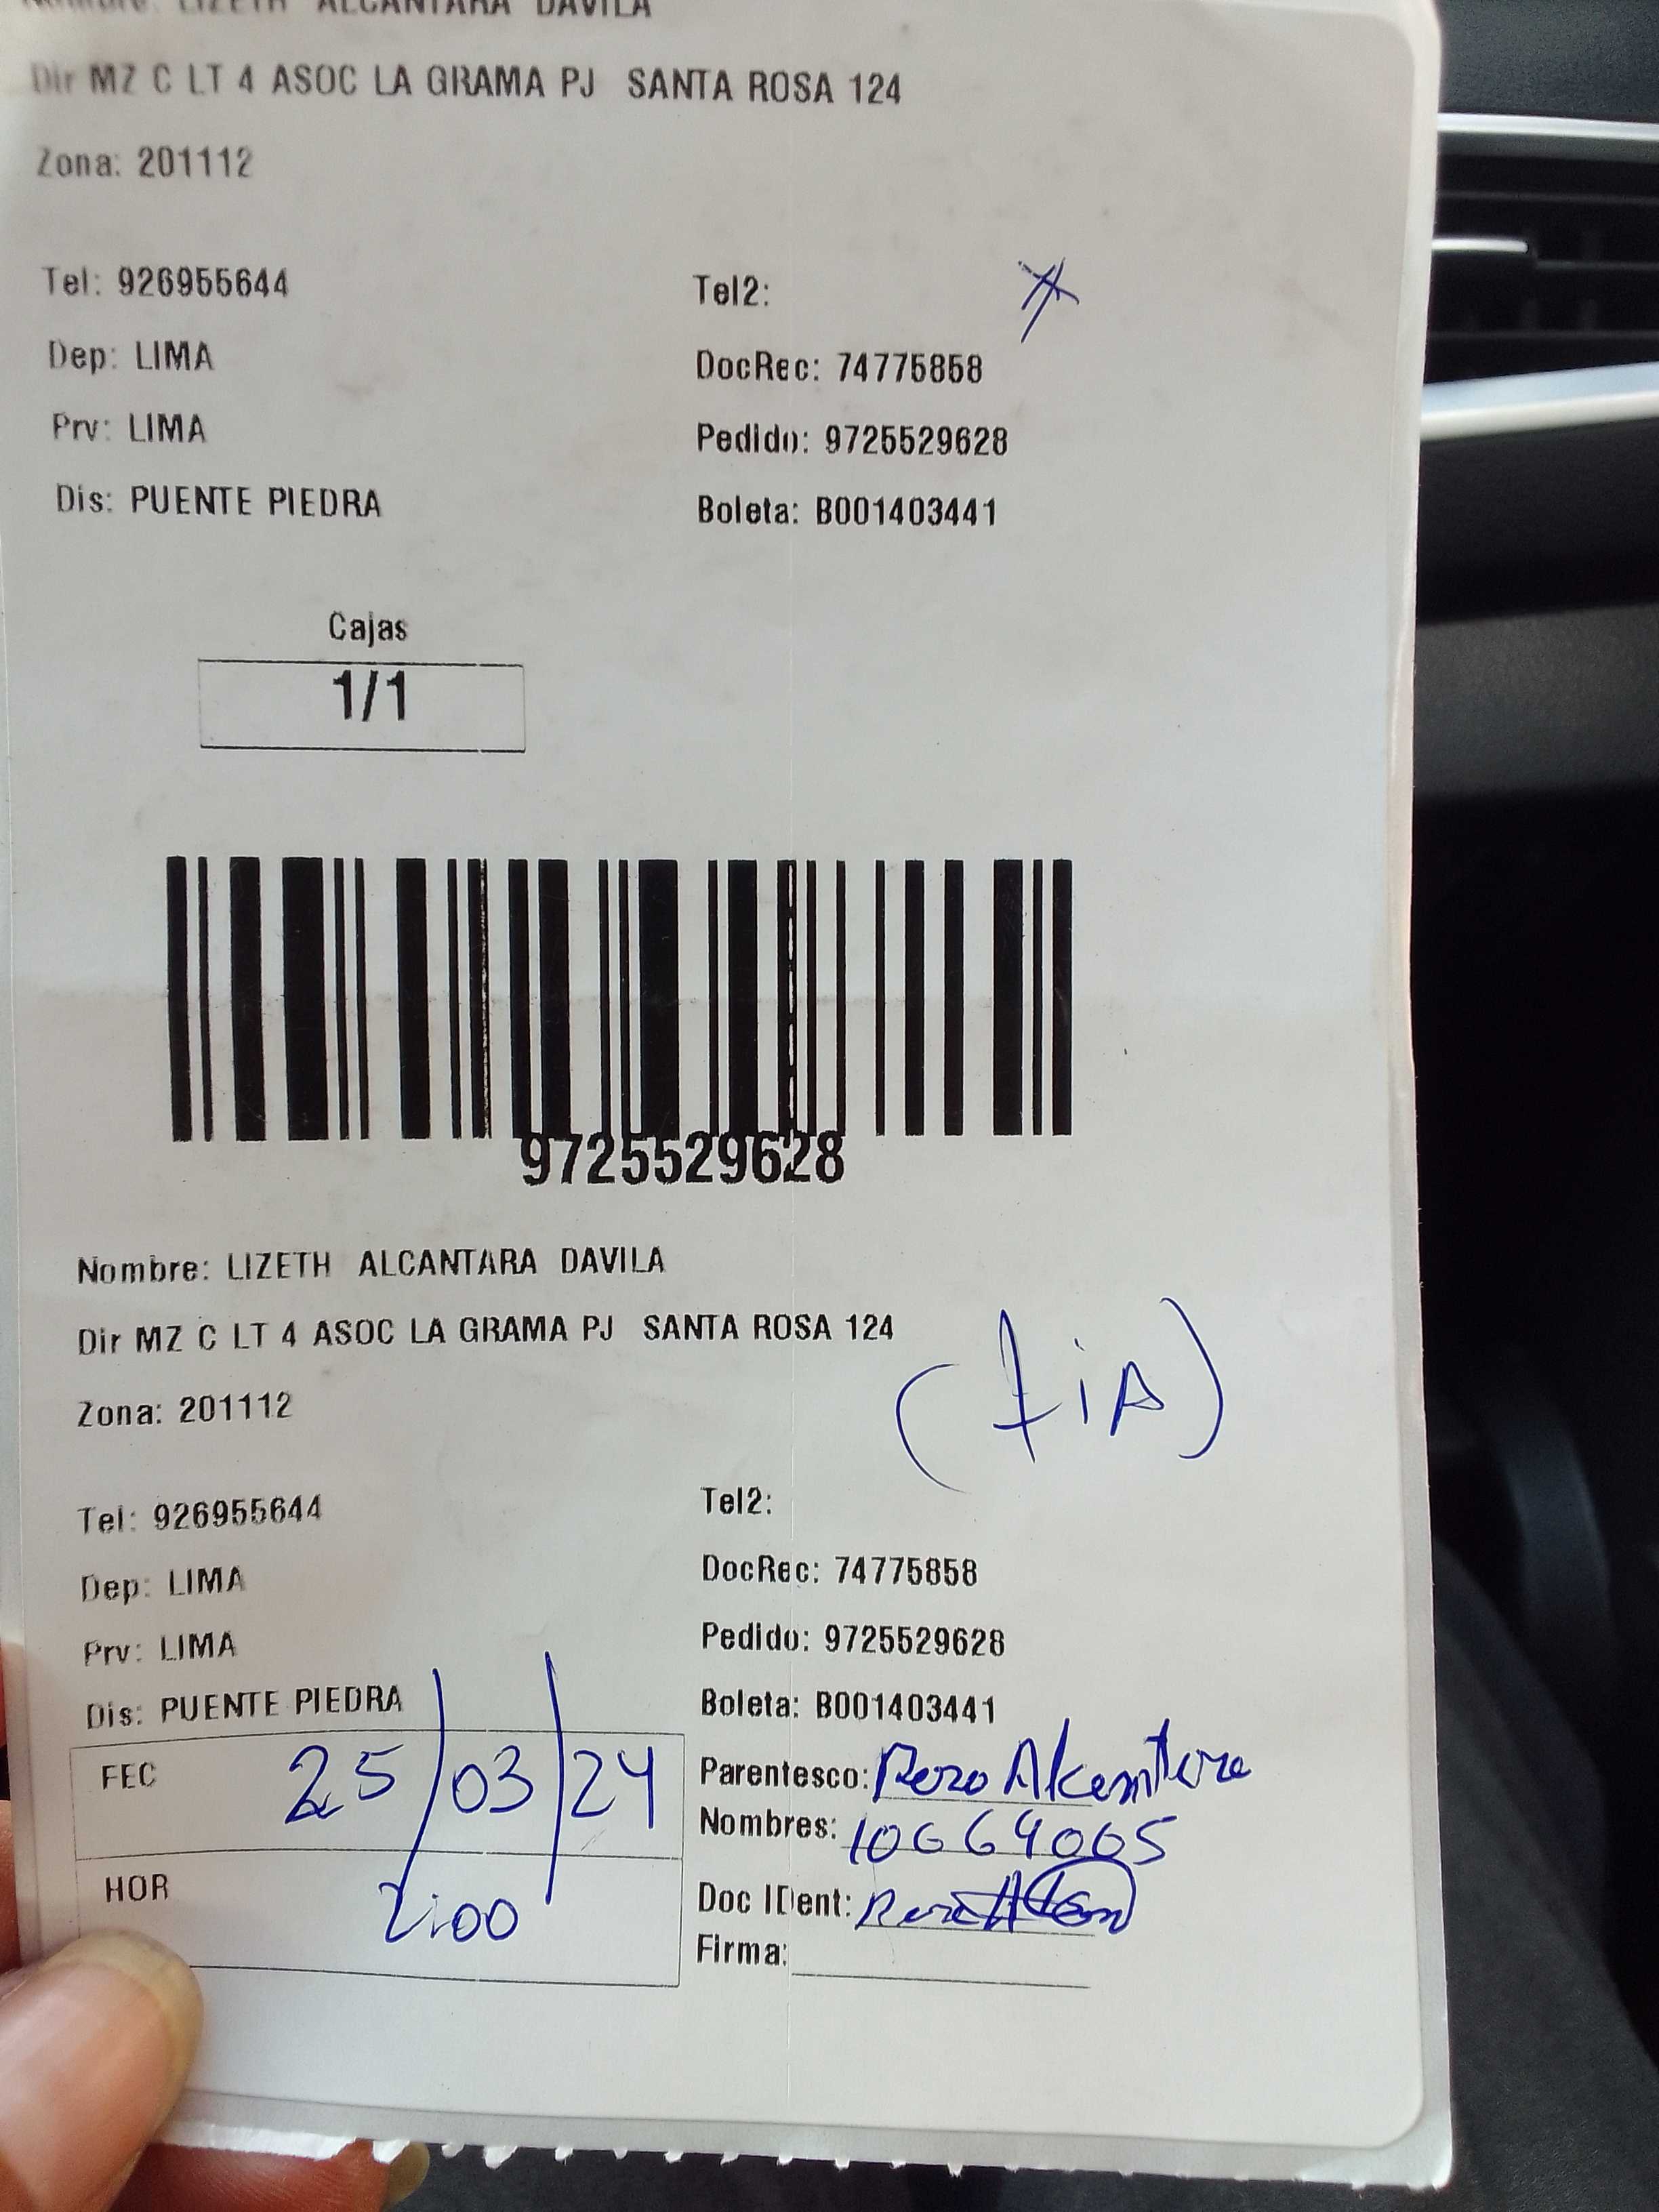 Nombre: LIZETH ALCANTARA DAVILA
Dir MZ C LT 4 ASOC LA GRAMA PJ SANTA ROSA 124
Zona: 201112
Tel: 926955644 Tel2:
Dep: LIMA DocRec: 74775858
Prv: LIMA Pedido: 9725529628
Dis: PUENTE PIEDRA Boleta: B001403441
Cajas
1/1
9725529628
Nombre: LIZETH ALCANTARA DAVILA
Dir MZ C LT 4 ASOC LA GRAMA PJ SANTA ROSA 124
(tiA)
Zona: 201112
Tel: 926955644 Tel2:
Dep: LIMA DocRec: 74775858
Prv: LIMA Pedido: 9725529628
Dis: PUENTE PIEDRA Boleta: B001403441
FEC 25/03/24 Parentesco:
Nombres: 10664005
HOR 2:00 Doc IDent:
Firma: